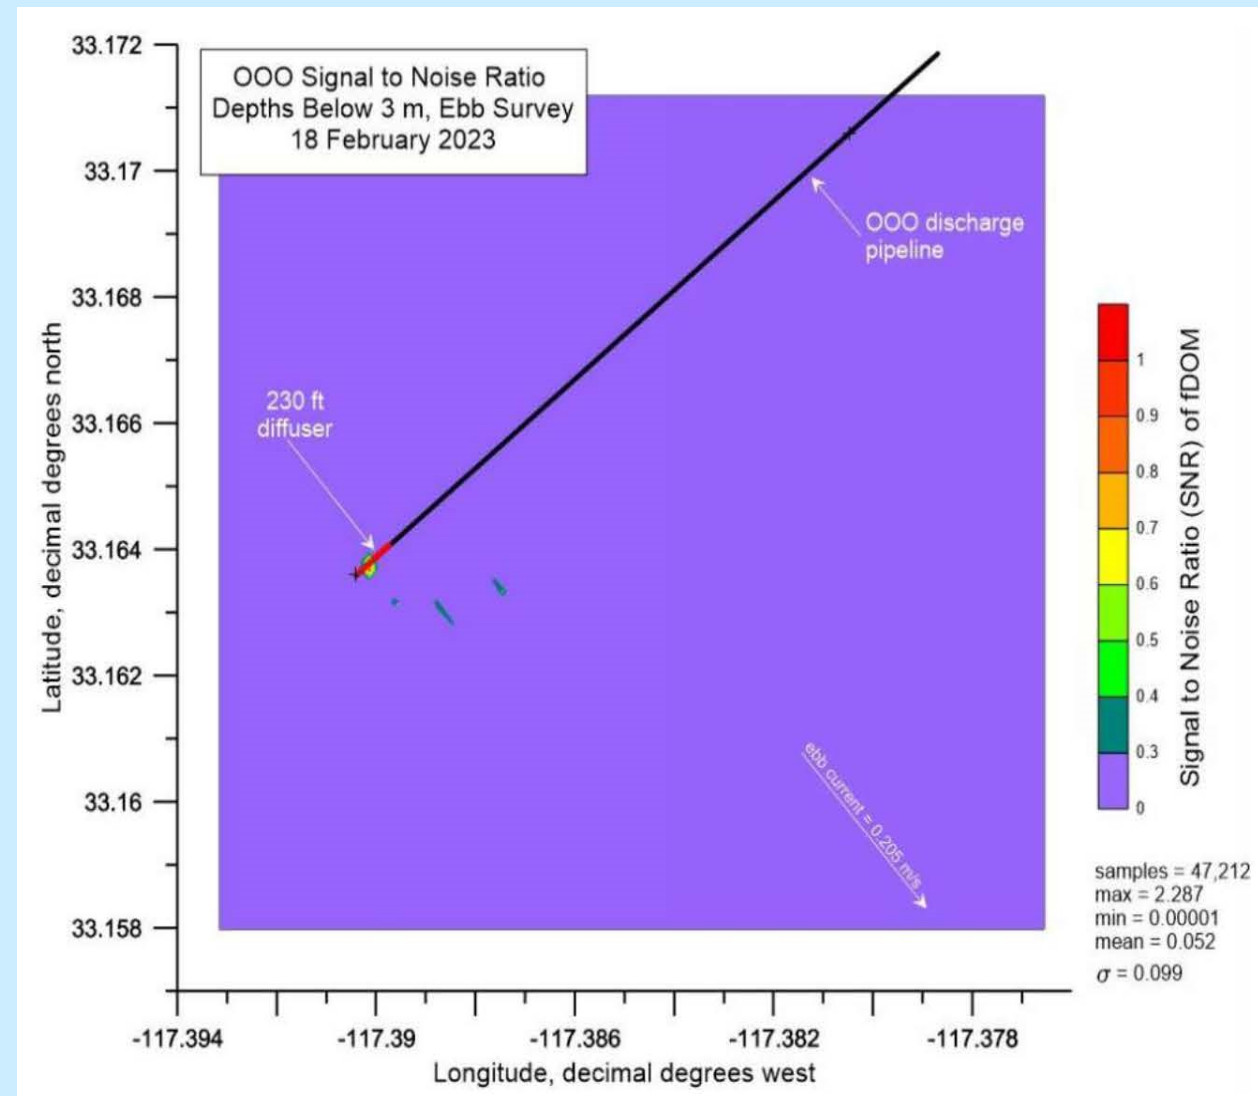 OOO Signal to Noise Ratio
Depths Below 3 m, Ebb Survey
18 February 2023
33.172
33.17
33.168
33.166
33.164
33.162
33.16
33.158
Latitude, decimal degrees north
OOO discharge
pipeline
230 ft
diffuser
ebb current = 0.205 m/s
-117.394
-117.39
-117.386
-117.382
-117.378
Longitude, decimal degrees west
1
0.9
0.8
0.7
0.6
0.5
0.4
0.3
0
Signal to Noise Ratio (SNR) of fDOM
samples = 47,212
max = 2.287
min = 0.00001
mean = 0.052
σ = 0.099